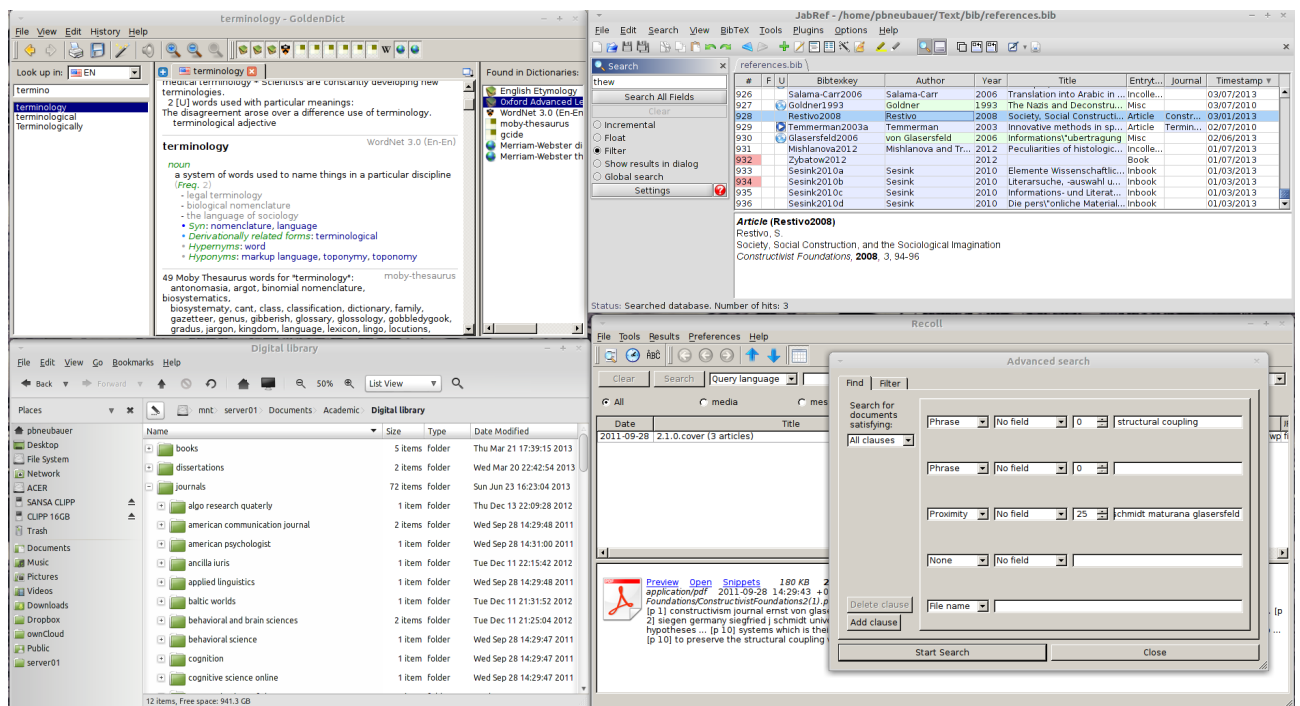 terminology - GoldenDict
File View Edit History Help
Look up in: EN
termino
terminology
terminological
Terminologically
terminology
medical terminology * Scientists are constantly developing new
terminologies.
2 [U] words used with particular meanings:
The disagreement arose over a difference use of terminology.
terminological adjective
terminology
WordNet 3.0 (En-En)
noun
a system of words used to name things in a particular discipline
(Freq. 2)
- legal terminology
- biological nomenclature
- the language of sociology
• Syn: nomenclature, language
• Derivationally related forms: terminological
• Hypernyms: word
• Hyponyms: markup language, toponymy, toponomy
49 Moby Thesaurus words for "terminology":
moby-thesaurus
antonomasia, argot, binomial nomenclature,
biosystematics,
biosystematy, cant, class, classification, dictionary, family,
gazetteer, genus, gibberish, glossary, glossology, gobbledygook,
gradus, jargon, kingdom, language, lexicon, lingo, locutions,
Found in Dictionaries:
English Etymology
Oxford Advanced Le
WordNet 3.0 (En-En
moby-thesaurus
gcide
Merriam-Webster di
Merriam-Webster th
JabRef - /home/pbneubauer/Text/bib/references.bib
File Edit Search View BibTeX Tools Plugins Options Help
Search
thew
Search All Fields
Clear
Incremental
Float
Filter
Show results in dialog
Global search
Settings
references.bib
# F U Bibtexkey Author Year Title Entryt... Journal Timestamp
926 Salama-Carr2006 Salama-Carr 2006 Translation into Arabic in ... Incolle... 03/07/2013
927 Goldner1993 Goldner 1993 The Nazis and Deconstru... Misc 03/07/2010
928 Restivo2008 Restivo 2008 Society, Social Constructi... Article Constr... 03/01/2013
929 Temmerman2003a Temmerman 2003 Innovative methods in sp... Article Termin... 02/07/2010
930 Glasersfeld2006 von Glasersfeld 2006 Informations\"ubertragung Misc 02/06/2013
931 Mishlanova2012 Mishlanova and Tr... 2012 Peculiarities of histologic... Incolle... 01/07/2013
932 Zybatow2012 2012 Book 01/07/2013
933 Sesink2010a Sesink 2010 Elemente Wissenschaftlic... Inbook 01/03/2013
934 Sesink2010b Sesink 2010 Literarsuche, -auswahl u... Inbook 01/03/2013
935 Sesink2010c Sesink 2010 Informations- und Literat... Inbook 01/03/2013
936 Sesink2010d Sesink 2010 Die pers\"onliche Material... Inbook 01/03/2013
Article (Restivo2008)
Restivo, S.
Society, Social Construction, and the Sociological Imagination
Constructivist Foundations, 2008, 3, 94-96
Status: Searched database. Number of hits: 3
Digital library
File Edit View Go Bookmarks Help
Back Forward 50% List View
Places
mnt server01 Documents Academic Digital library
pbneubauer
Desktop
File System
Network
ACER
SANSA CLIPP
CLIPP 16GB
Trash
Documents
Music
Pictures
Videos
Downloads
Dropbox
ownCloud
Public
server01
Name Size Type Date Modified
books 5 items folder Thu Mar 21 17:39:15 2013
dissertations 2 items folder Wed Mar 20 22:42:54 2013
journals 72 items folder Sun Jun 23 16:23:04 2013
algo research quaterly 1 item folder Thu Dec 13 22:09:28 2012
american communication journal 2 items folder Wed Sep 28 14:29:48 2011
american psychologist 1 item folder Wed Sep 28 14:31:00 2011
ancilla iuris 1 item folder Tue Dec 11 22:15:42 2012
applied linguistics 1 item folder Wed Sep 28 14:29:48 2011
baltic worlds 1 item folder Tue Dec 11 21:31:52 2012
behavioral and brain sciences 2 items folder Tue Dec 11 21:25:04 2012
behavioral science 1 item folder Wed Sep 28 14:29:47 2011
cognition 1 item folder Wed Sep 28 14:29:47 2011
cognitive science online 1 item folder Wed Sep 28 14:29:47 2011
12 items, Free space: 941.3 GB
Recoll
File Tools Results Preferences Help
Clear Search Query language
All media mes
Date Title
2011-09-28 2.1.0.cover (3 articles)
Preview Open Snippets 180 KB
application/pdf 2011-09-28 14:29:43
Foundations/ConstructivistFoundations2(1).p
[p 1] constructivism journal ernst von glase
2] siegen germany siegfried j schmidt univ
hypotheses ... [p 10] systems which is thei
[p 10] to preserve the structural coupling
Advanced search
Find Filter
Search for
documents
satisfying:
All clauses
Phrase No field 0 structural coupling
Phrase No field 0
Proximity No field 25 schmidt maturana glasersfeld
None No field
File name
Delete clause
Add clause
Start Search Close